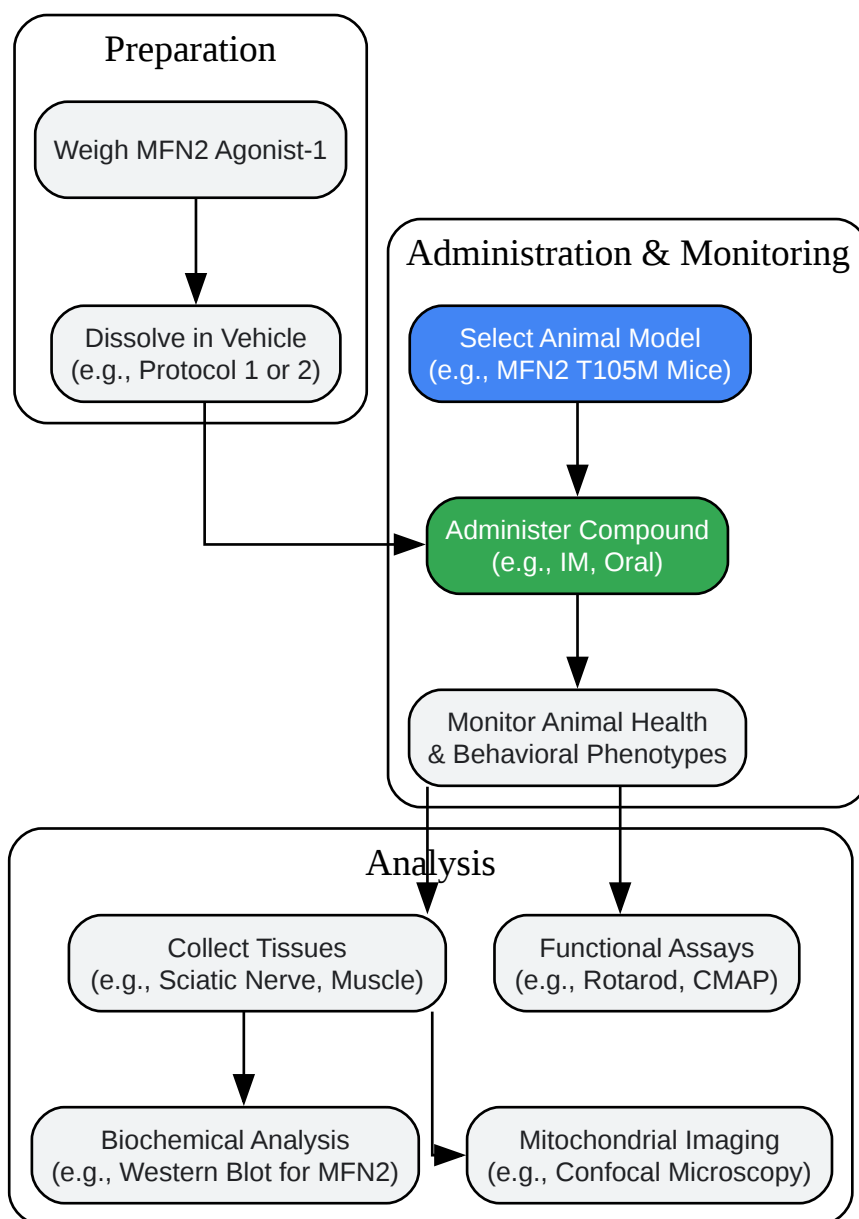 Preparation
Weigh MFN2 Agonist-1
Dissolve in Vehicle
(e.g., Protocol 1 or 2)
Administration & Monitoring
Select Animal Model
(e.g., MFN2 T105M Mice)
Administer Compound
(e.g., IM, Oral)
Monitor Animal Health
& Behavioral Phenotypes
Analysis
Collect Tissues
(e.g., Sciatic Nerve, Muscle)
Functional Assays
(e.g., Rotarod, CMAP)
Biochemical Analysis
(e.g., Western Blot for MFN2)
Mitochondrial Imaging
(e.g., Confocal Microscopy)